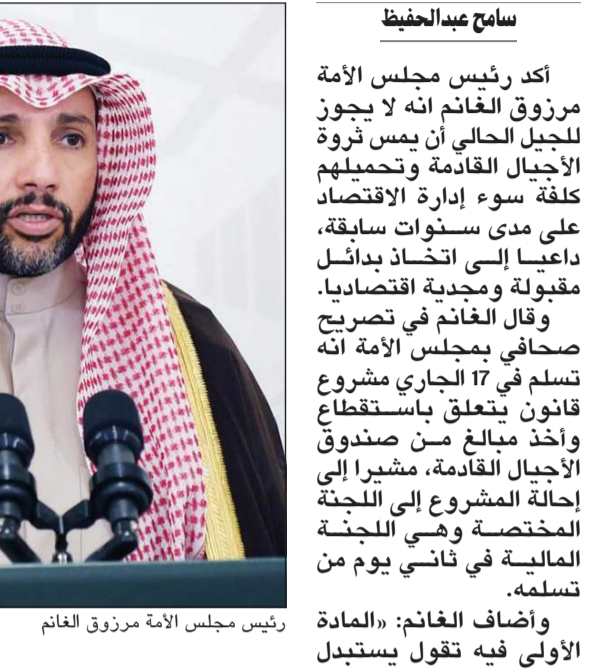 سامح عبدالحفيظ
أكد رئيس مجلس الأمة
مرزوق الغانم انه لا يجوز
للجيل الحالي أن يمس ثروة
الأجيال القادمة وتحميلهم
كلفة سوء إدارة الاقتصاد
على مدى سنوات سابقة،
داعيا إلى اتخاذ بدائل
مقبولة ومجدية اقتصاديا.
وقال الغانم في تصريح
صحافي بمجلس الأمة انه
تسلم في 17 الجاري مشروع
قانون يتعلق باستقطاع
وأخذ مبالغ من صندوق
الأجيال القادمة، مشيرا إلى
إحالة المشروع إلى اللجنة
المختصة وهي اللجنة
المالية في ثاني يوم من
تسلمه.
وأضاف الغانم: «المادة
الأولى فيه تقول يستبدل
رئيس مجلس الأمة مرزوق الغانم